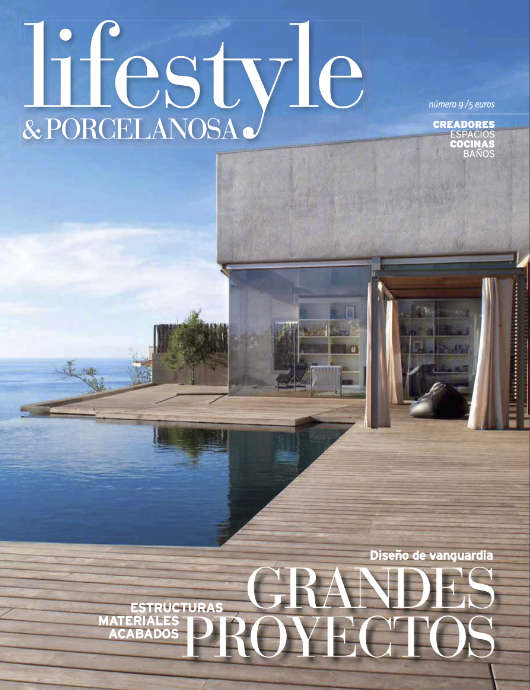 lifestyle
&PORCELANOSA
número 9 /5 euros
CREADORES
ESPACIOS
COCINAS
BAÑOS
Diseño de vanguardia
GRANDES
PROYECTOS
ESTRUCTURAS
MATERIALES
ACABADOS